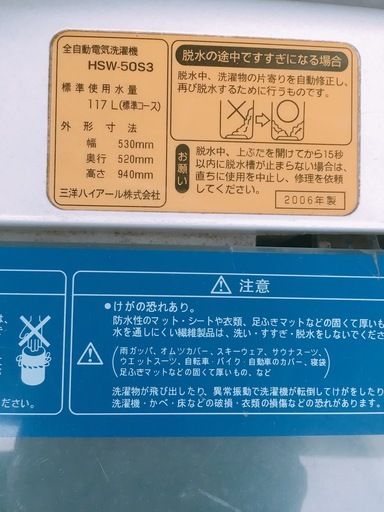 全自動電気洗濯機
HSW-50S3
標準使用水量
117L(標準コース)
外形寸法
幅 530mm
奥行 520mm
高さ 940mm
三洋ハイアール株式会社
脱水の途中ですすぎになる場合
脱水中、洗濯物の片寄りを自動修正し、
再び脱水するために行うものです。
お願い
脱水中、上ぶたを開けてから15秒
以内に脱水槽が止まらない場合は、
直ちに使用を中止し、修理を依頼
してください。
2006年製
注意
●けがの恐れあり。
防水性のマット・シートや衣類、足ふきマットなどの固くて厚いも
水を通しにくい繊維製品は、洗い・すすぎ・脱水をしないでくださ
雨ガッパ、オムツカバー、スキーウェア、サウナスーツ、
ウエットスーツ、自転車・バイク・自動車のカバー、寝袋
足ふきマットなどの固くて厚いもの、など
洗濯物が飛び出したり、異常振動で洗濯機が転倒してけがをしたり
洗濯機・かべ・床などの破損・衣類の損傷などの恐れがあります。
ください。